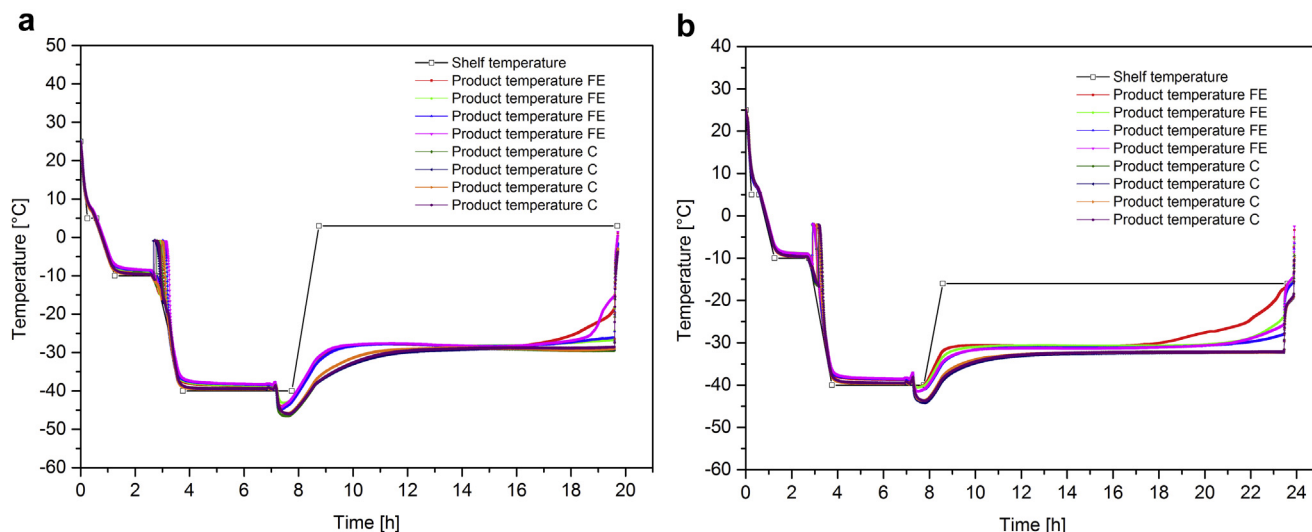 a
50
40
30
20
10
0
-10
-20
-30
-40
-50
-60
Temperature [°C]
Shelf temperature
Product temperature FE
Product temperature FE
Product temperature FE
Product temperature FE
Product temperature C
Product temperature C
Product temperature C
Product temperature C
0 2 4 6 8 10 12 14 16 18 20
Time [h]
b
40
30
20
10
0
-10
-20
-30
-40
-50
-60
Temperature [°C]
Shelf temperature
Product temperature FE
Product temperature FE
Product temperature FE
Product temperature FE
Product temperature C
Product temperature C
Product temperature C
Product temperature C
0 2 4 6 8 10 12 14 16 18 20 22 24
Time [h]